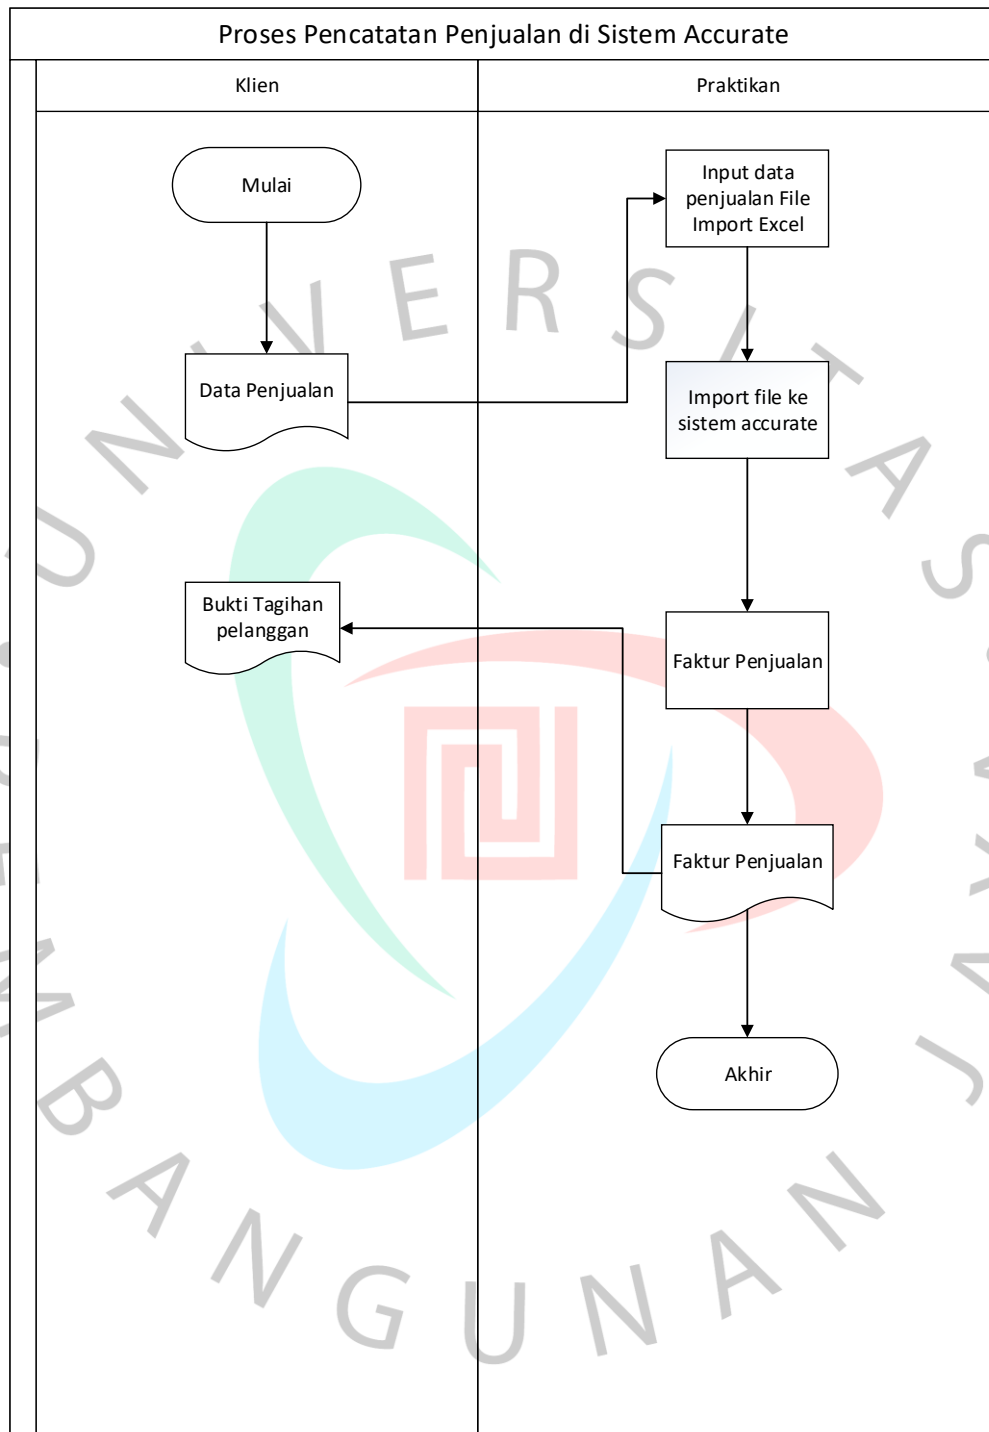 Proses Pencatatan Penjualan di Sistem Accurate
Klien
Praktikan
Mulai
Input data
penjualan File
Import Excel
Data Penjualan
Import file ke
sistem accurate
Bukti Tagihan
pelanggan
Faktur Penjualan
Faktur Penjualan
Akhir
UNIVERSITAS
PEMBANGUNAN JAYA